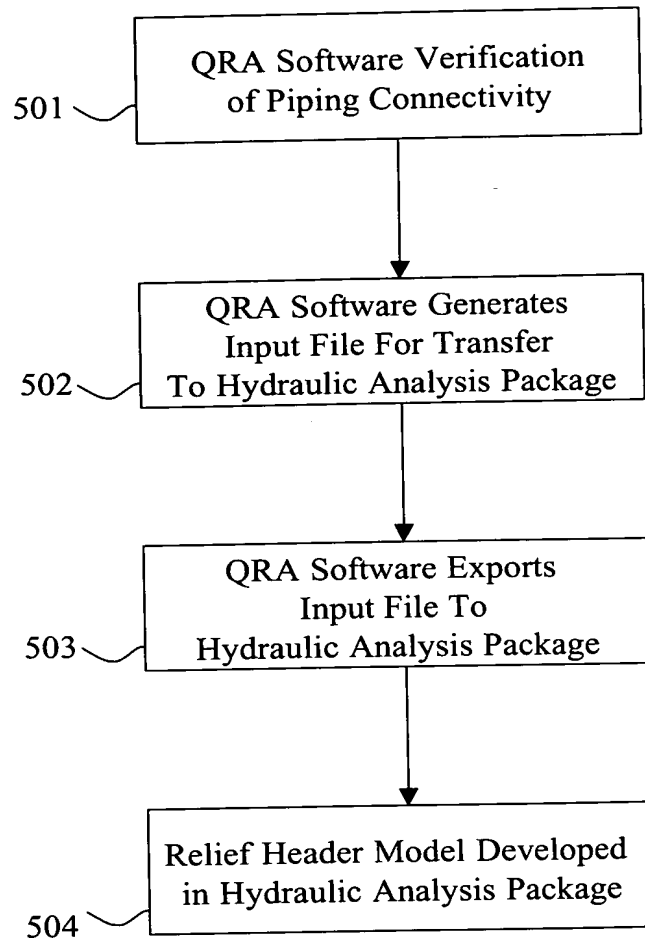 QRA Software Verification
of Piping Connectivity
501
QRA Software Generates
Input File For Transfer
To Hydraulic Analysis Package
502
QRA Software Exports
Input File To
Hydraulic Analysis Package
503
Relief Header Model Developed
in Hydraulic Analysis Package
504